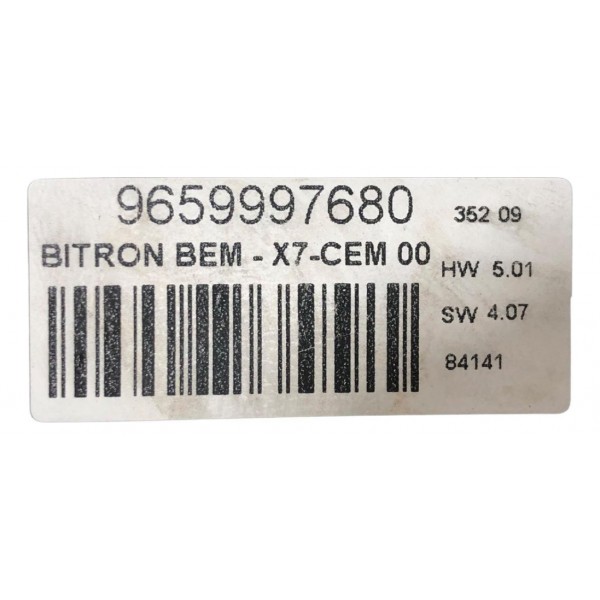 9659997680
BITRON BEM - X7-CEM 00
352 09
HW 5.01
SW 4.07
84141